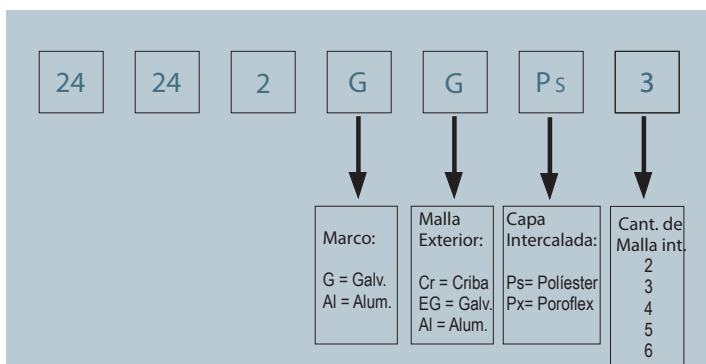 24 24 2 G G Ps 3
Marco:
G = Galv.
Al = Alum.
Malla
Exterior:
Cr = Criba
EG = Galv.
Al = Alum.
Capa
Intercalada:
Ps= Políester
Px= Poroflex
Cant. de
Malla int.
2
3
4
5
6